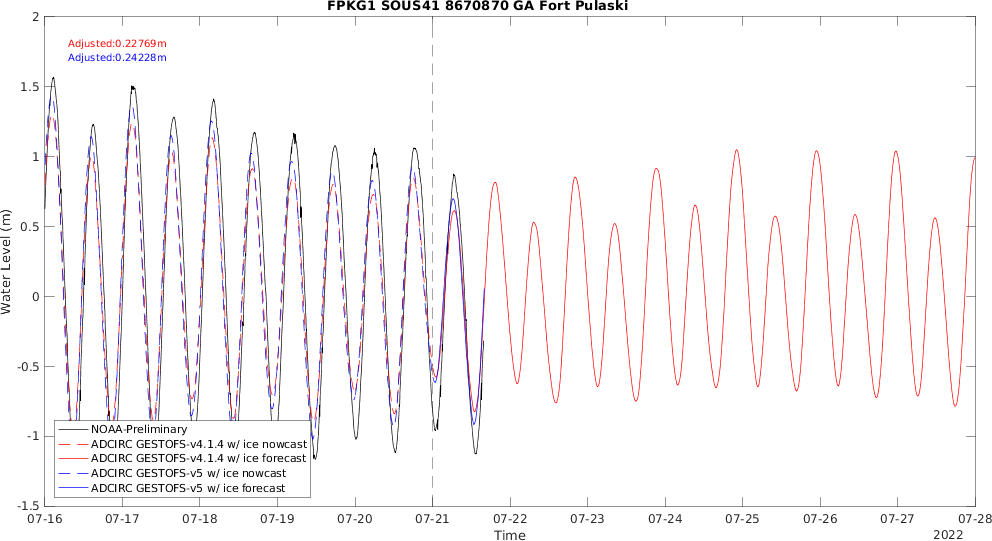 FPKG1 SOUS41 8670870 GA Fort Pulaski
Adjusted:0.22769m
Adjusted:0.24228m
Water Level (m)
2
1.5
1
0.5
0
-0.5
-1
-1.5
NOAA-Preliminary
ADCIRC GESTOFS-v4.1.4 w/ ice nowcast
ADCIRC GESTOFS-v4.1.4 w/ ice forecast
ADCIRC GESTOFS-v5 w/ ice nowcast
ADCIRC GESTOFS-v5 w/ ice forecast
07-16 07-17 07-18 07-19 07-20 07-21 07-22 07-23 07-24 07-25 07-26 07-27 07-28
Time
2022